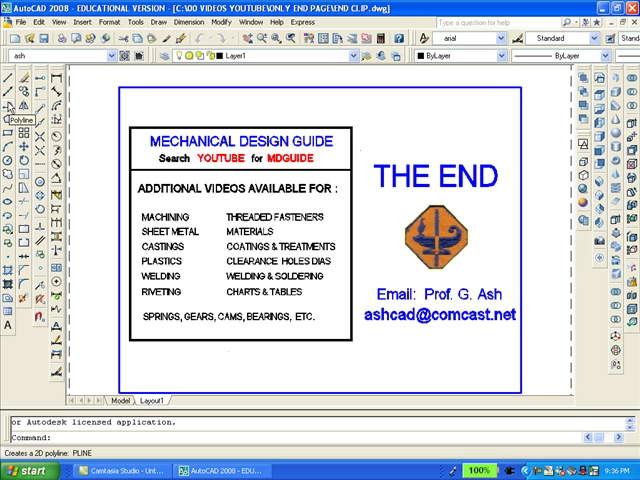 AutoCAD 2008 - EDUCATIONAL VERSION - [C:\00 VIDEOS YOUTUBE\ONLY END PAGE\END CLIP.dwg]
File Edit View Insert Format Tools Draw Dimension Modify Window Help Express
Type a question for help
arial
Standard
Standa
ash
Layer1
ByLayer
ByLayer
Polyline
MECHANICAL DESIGN GUIDE
Search YOUTUBE for MDGUIDE
ADDITIONAL VIDEOS AVAILABLE FOR :
MACHINING THREADED FASTENERS
SHEET METAL MATERIALS
CASTINGS COATINGS & TREATMENTS
PLASTICS CLEARANCE HOLES DIAS
WELDING WELDING & SOLDERING
RIVETING CHARTS & TABLES
SPRINGS, GEARS, CAMS, BEARINGS, ETC.
THE END
Email: Prof. G. Ash
ashcad@comcast.net
Model Layout1
or Autodesk licensed application.
Command:
Creates a 2D polyline: PLINE
start
Camtasia Studio - Unt...
AutoCAD 2008 - EDU...
100%
9:36 PM